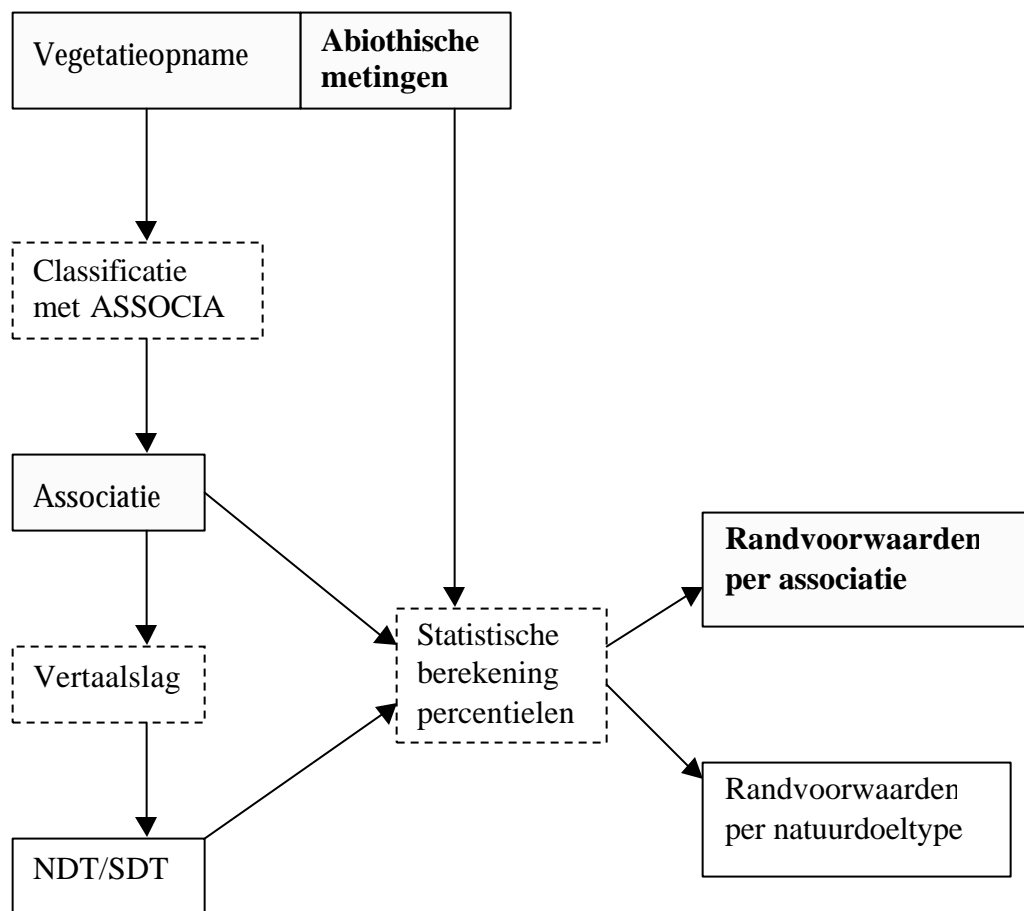 Vegetatieopname
Abiothische
metingen
Classificatie
met ASSOCIA
Associatie
Vertaalslag
NDT/SDT
Statistische
berekening
percentielen
Randvoorwaarden
per associatie
Randvoorwaarden
per natuurdoeltype